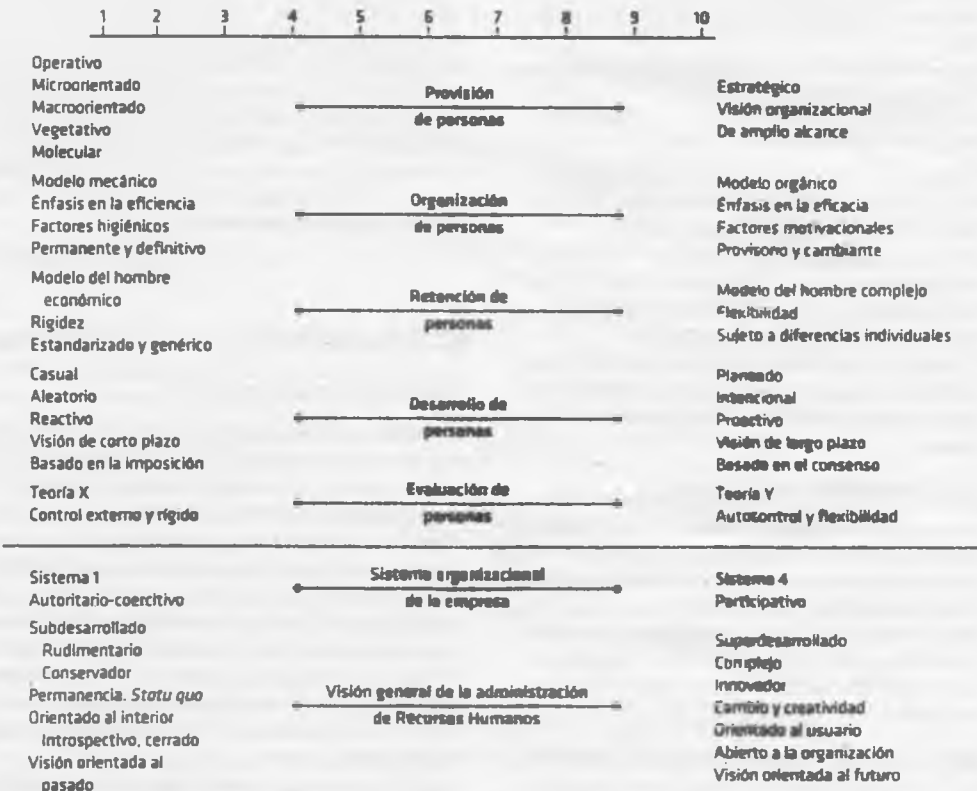 1 2 3 4 5 6 7 8 9 10
Operativo
Microorientado
Macroorientado
Vegetativo
Molecular
Provisión
de personas
Estratégico
Visión organizacional
De amplio alcance
Modelo mecánico
Énfasis en la eficiencia
Factores higiénicos
Permanente y definitivo
Organización
de personas
Modelo orgánico
Énfasis en la eficacia
Factores motivacionales
Provisorio y cambiante
Modelo del hombre
económico
Rigidez
Estandarizado y genérico
Retención de
personas
Modelo del hombre complejo
Flexibilidad
Sujeto a diferencias individuales
Casual
Aleatorio
Reactivo
Visión de corto plazo
Basado en la imposición
Desarrollo de
personas
Planeado
Intencional
Proactivo
Visión de largo plazo
Basado en el consenso
Teoría X
Control externo y rígido
Evaluación de
personas
Teoría Y
Autocontrol y flexibilidad
Sistema 1
Autoritario-coercitivo
Sistema organizacional
de la empresa
Sistema 4
Participativo
Subdesarrollado
Rudimentario
Conservador
Permanencia. Statu quo
Orientado al interior
Introspectivo, cerrado
Visión orientada al
pasado
Visión general de la administración
de Recursos Humanos
Superdesarrollado
Complejo
Innovador
Cambio y creatividad
Orientado al usuario
Abierto a la organización
Visión orientada al futuro